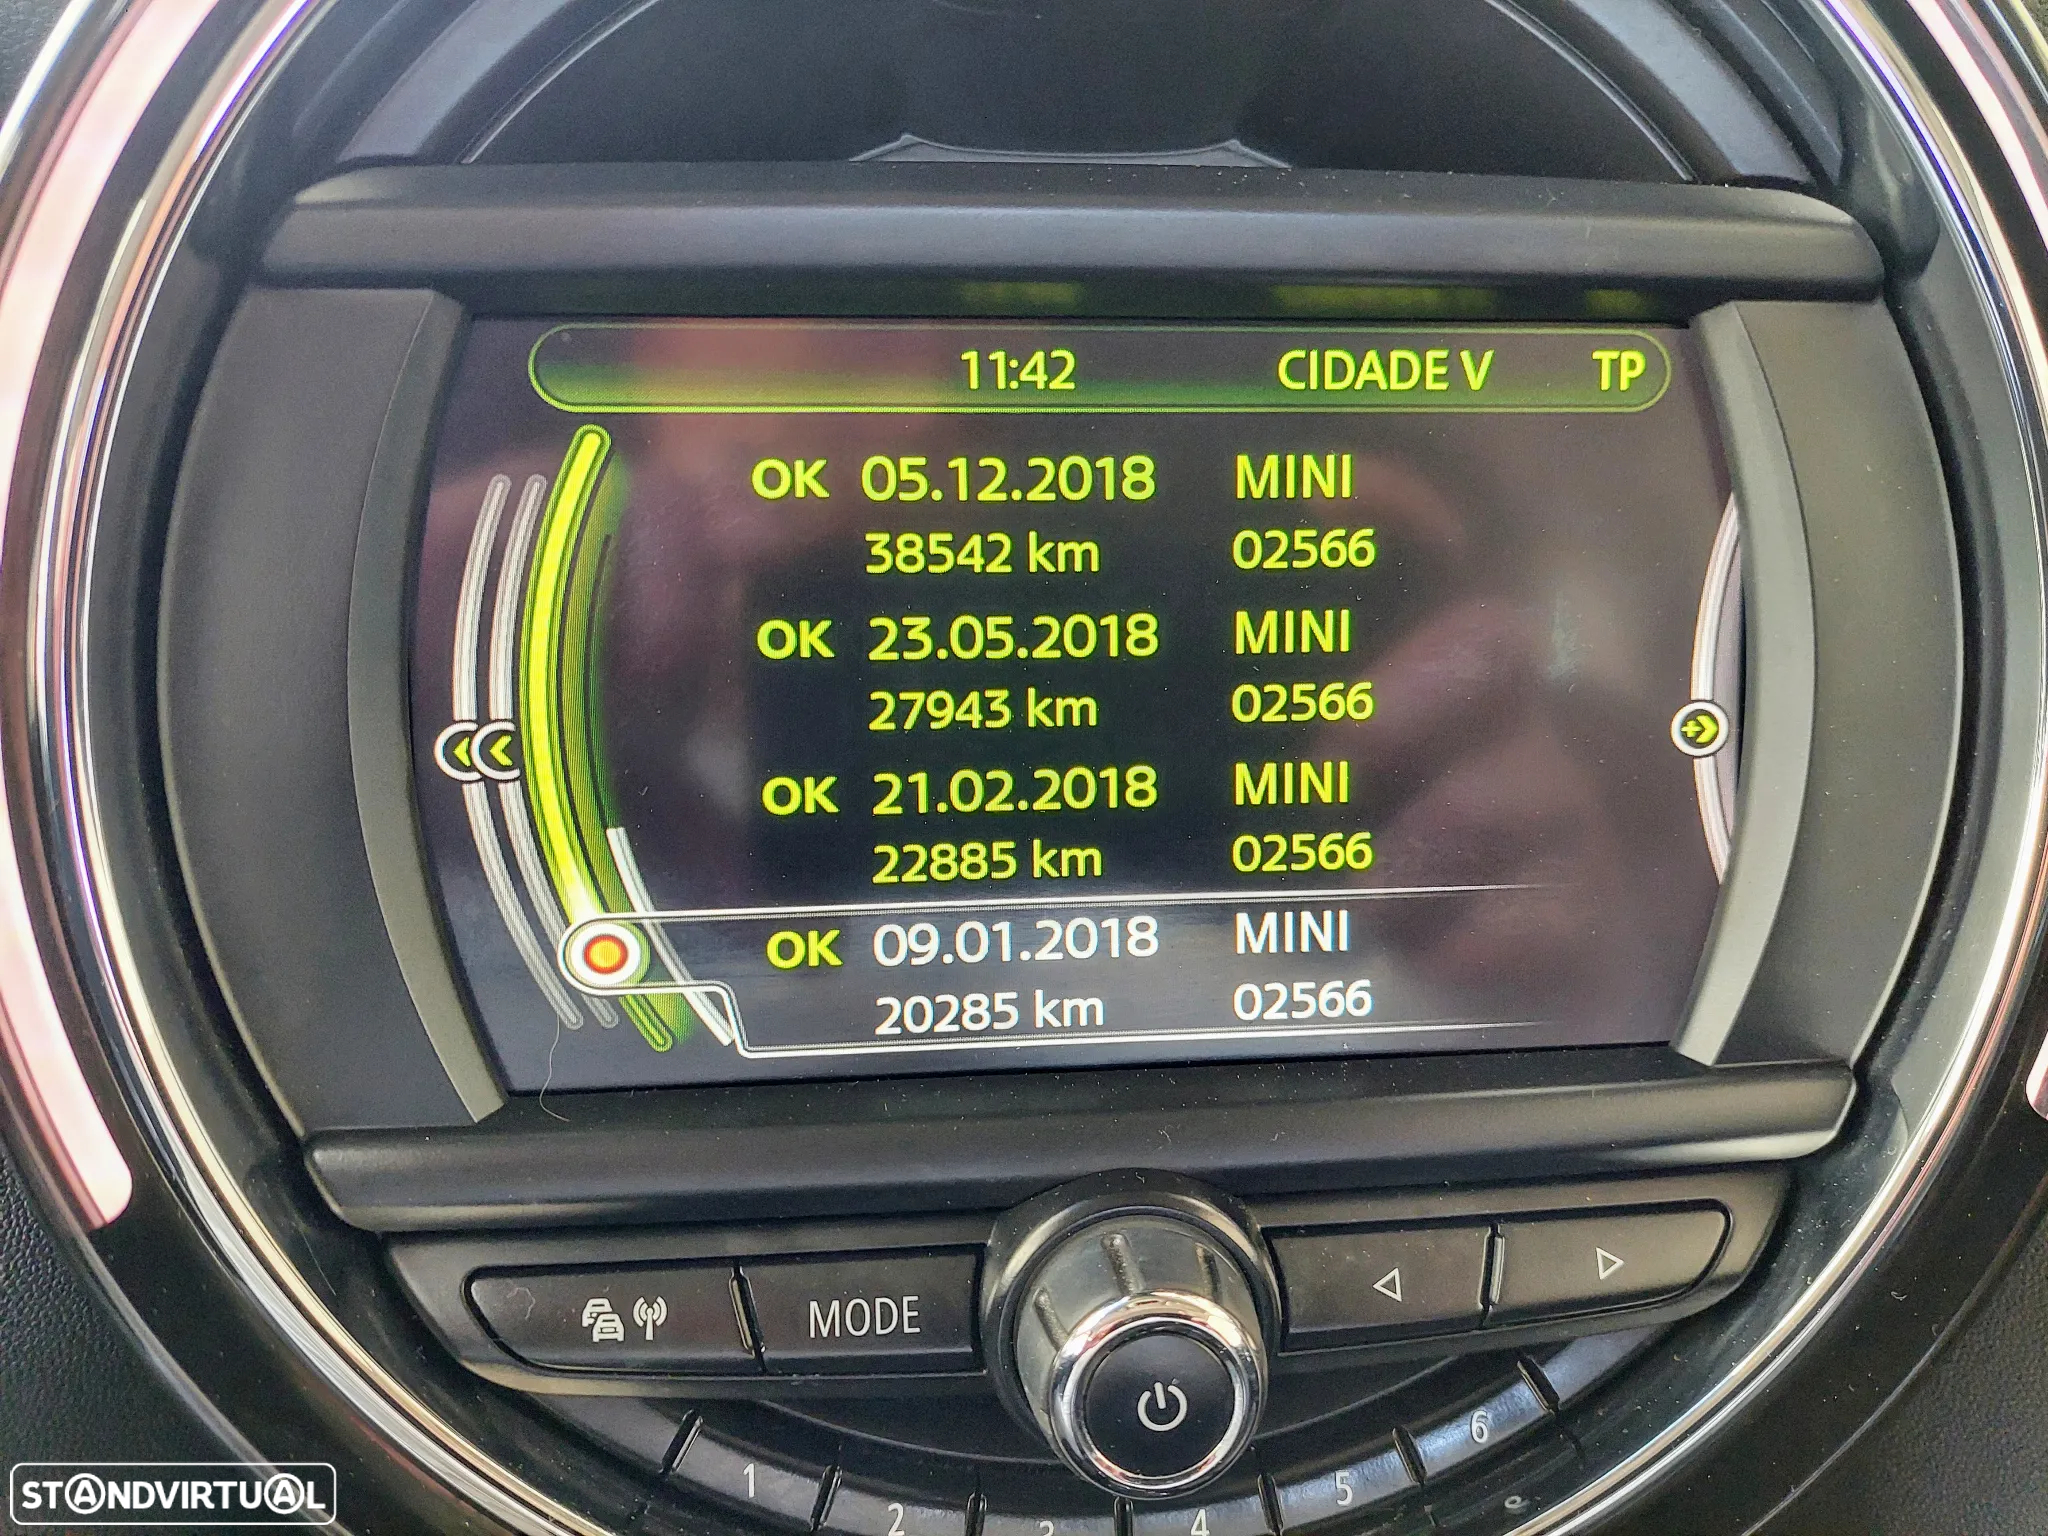 11:42 CIDADE V TP
OK 05.12.2018 MINI
38542 km 02566
OK 23.05.2018 MINI
27943 km 02566
OK 21.02.2018 MINI
22885 km 02566
OK 09.01.2018 MINI
20285 km 02566
MODE
1 2 3 4 5 6
STANDVIRTUAL